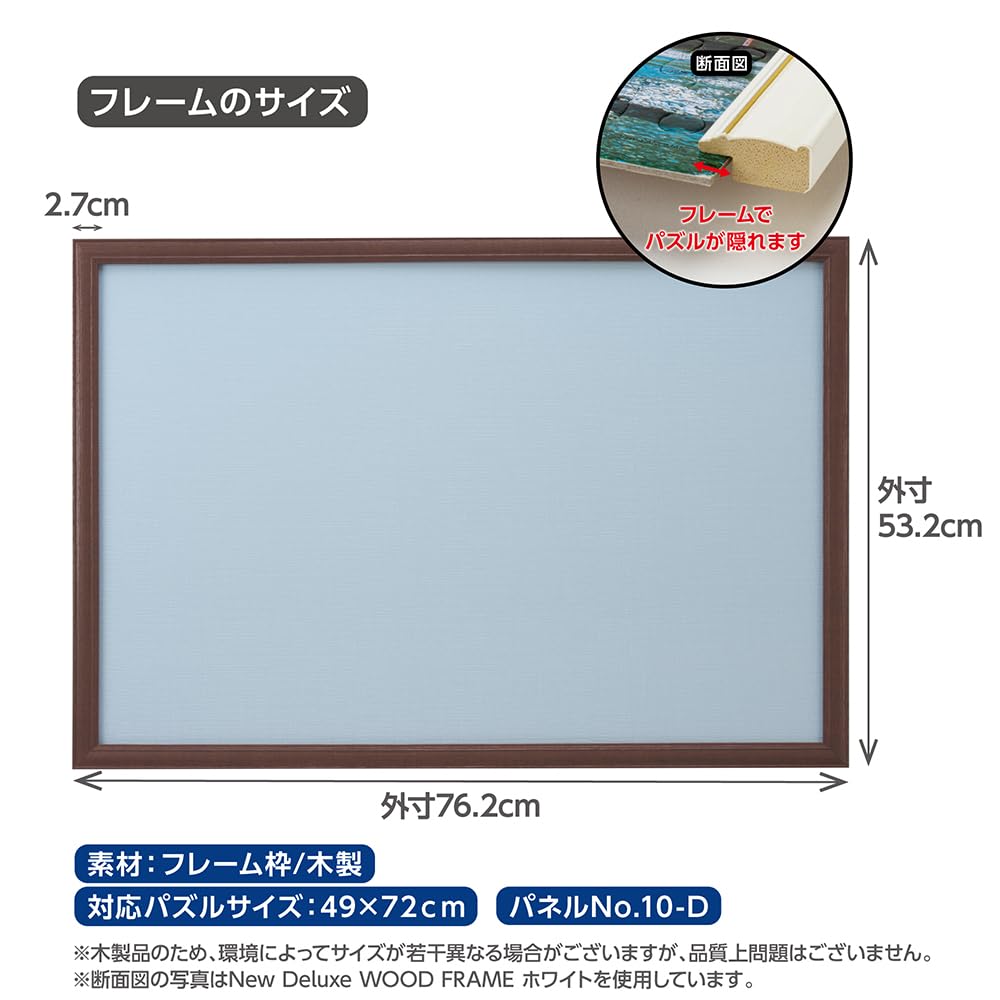 フレームのサイズ
断面図
フレームで
パズルが隠れます
2.7cm
外寸
53.2cm
外寸76.2cm
素材：フレーム枠/木製
対応パズルサイズ：49×72cm
パネルNo.10-D
※木製品のため、環境によってサイズが若干異なる場合がございますが、品質上問題はございません。
※断面図の写真はNew Deluxe WOOD FRAME ホワイトを使用しています。